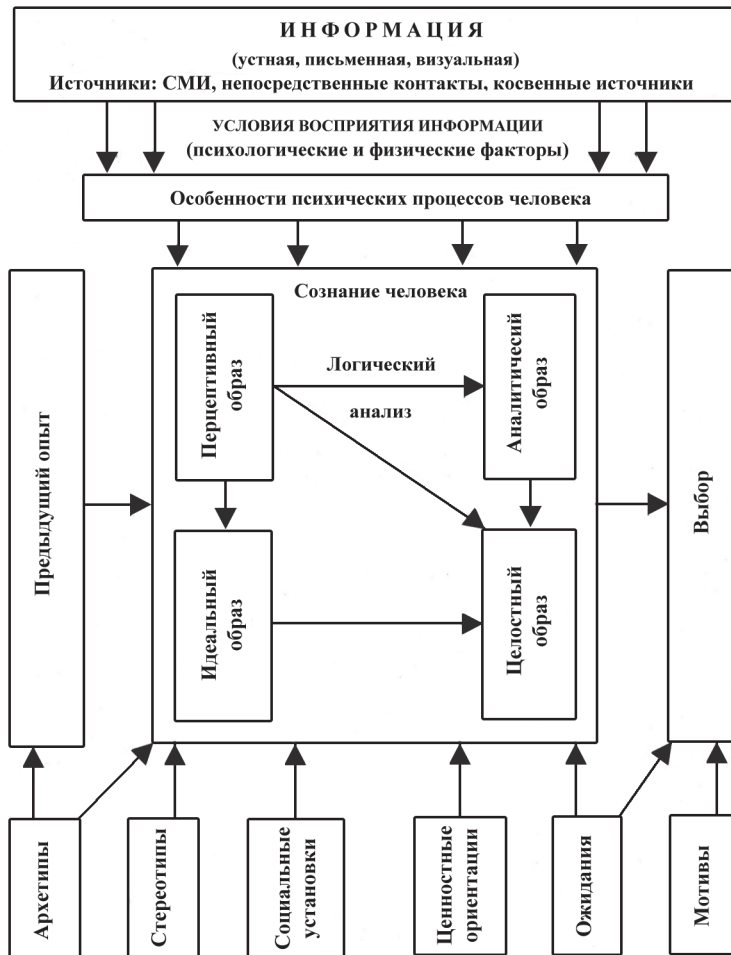 ИНФОРМАЦИЯ
(устная, письменная, визуальная)
Источники: СМИ, непосредственные контакты, косвенные источники
УСЛОВИЯ ВОСПРИЯТИЯ ИНФОРМАЦИИ
(психологические и физические факторы)
Особенности психических процессов человека
Предыдущий опыт
Сознание человека
Перцептивный
образ
Логический
анализ
Аналитичесий
образ
Идеальный
образ
Целостный
образ
Выбор
Архетипы
Стереотипы
Социальные
установки
Ценностные
ориентации
Ожидания
Мотивы